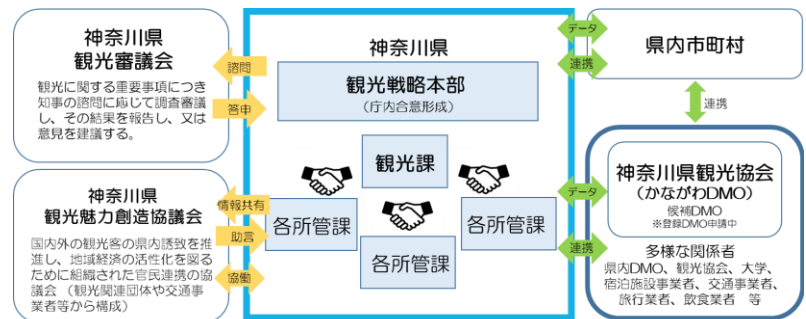 神奈川県
観光審議会
観光に関する重要事項につき
知事の諮問に応じて調査審議
し、その結果を報告し、又は
意見を建議する。
諮問
答申
神奈川県
観光魅力創造協議会
国内外の観光客の県内誘致を推
進し、地域経済の活性化を図る
ために組織された官民連携の協
議会（観光関連団体や交通事
業者等から構成）
情報共有
助言
協働
神奈川県
観光戦略本部
（庁内合意形成）
観光課
各所管課
各所管課
各所管課
データ
連携
県内市町村
連携
データ
連携
神奈川県観光協会
（かながわDMO）
候補DMO
※登録DMO申請中
多様な関係者
県内DMO、観光協会、大学、
宿泊施設事業者、交通事業者、
旅行業者、飲食業者　等